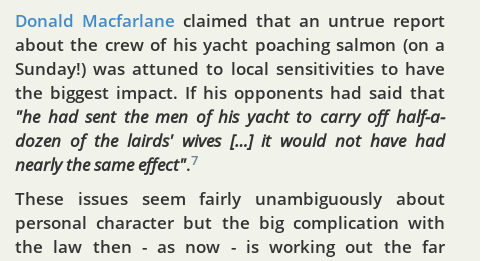 Donald Macfarlane claimed that an untrue report
about the crew of his yacht poaching salmon (on a
Sunday!) was attuned to local sensitivities to have
the biggest impact. If his opponents had said that
"he had sent the men of his yacht to carry off half-a-
dozen of the lairds' wives [...] it would not have had
nearly the same effect".7
These issues seem fairly unambiguously about
personal character but the big complication with
the law then - as now - is working out the far